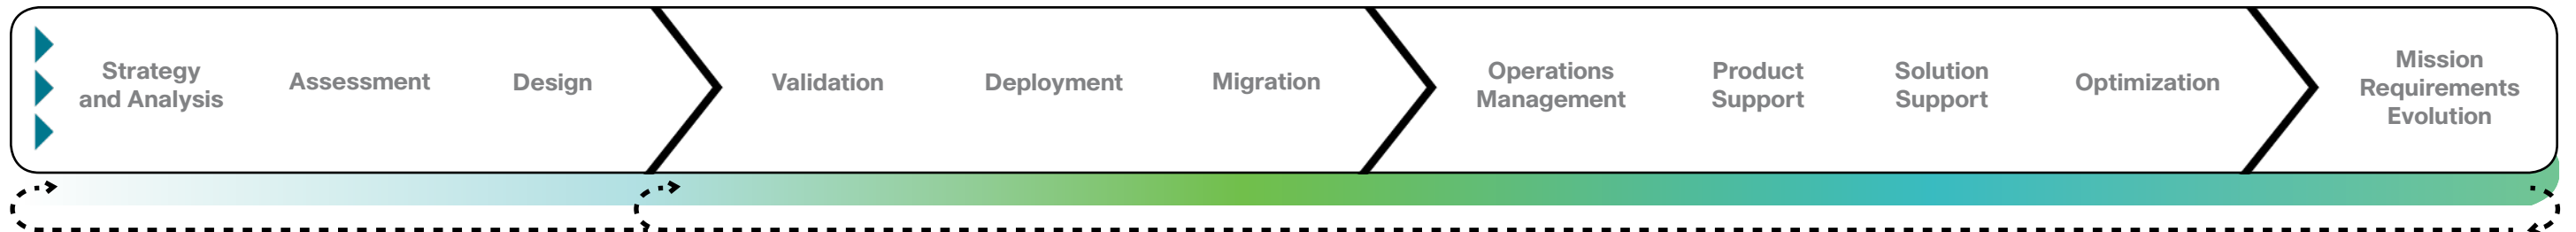 Strategy
and Analysis
Assessment
Design
Validation
Deployment
Migration
Operations
Management
Product
Support
Solution
Support
Optimization
Mission
Requirements
Evolution